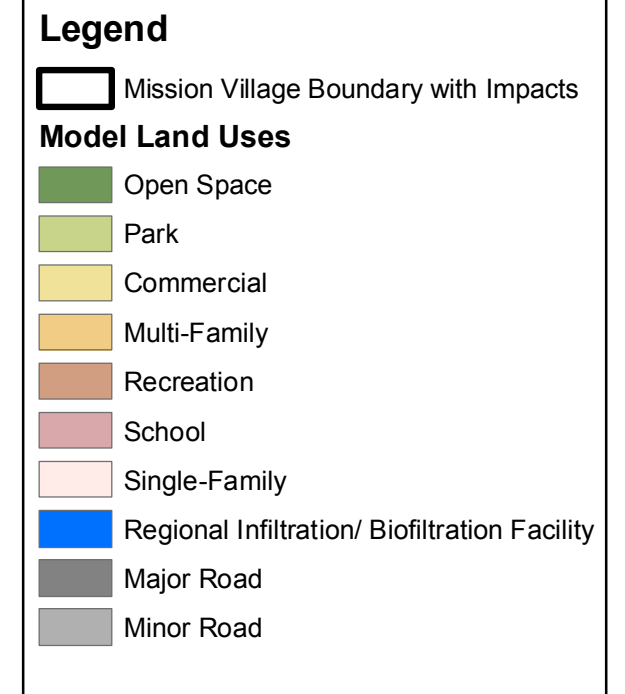 Legend
Mission Village Boundary with Impacts
Model Land Uses
Open Space
Park
Commercial
Multi-Family
Recreation
School
Single-Family
Regional Infiltration/ Biofiltration Facility
Major Road
Minor Road